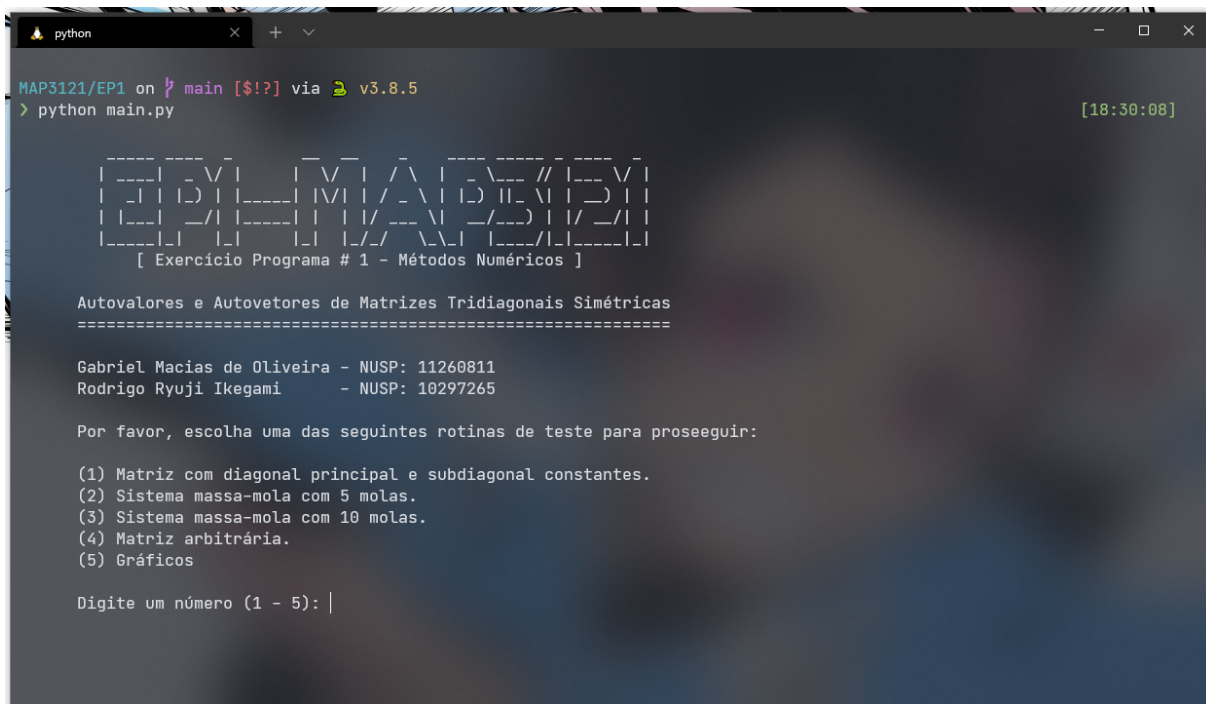 python
MAP3121/EP1 on main [$!?] via v3.8.5
❯ python main.py [18:30:08]
EP1-MAP3121
[ Exercício Programa # 1 - Métodos Numéricos ]
Autovalores e Autovetores de Matrizes Tridiagonais Simétricas
=============================================================
Gabriel Macias de Oliveira - NUSP: 11260811
Rodrigo Ryuji Ikegami - NUSP: 10297265
Por favor, escolha uma das seguintes rotinas de teste para proseeguir:
(1) Matriz com diagonal principal e subdiagonal constantes.
(2) Sistema massa-mola com 5 molas.
(3) Sistema massa-mola com 10 molas.
(4) Matriz arbitrária.
(5) Gráficos
Digite um número (1 - 5):